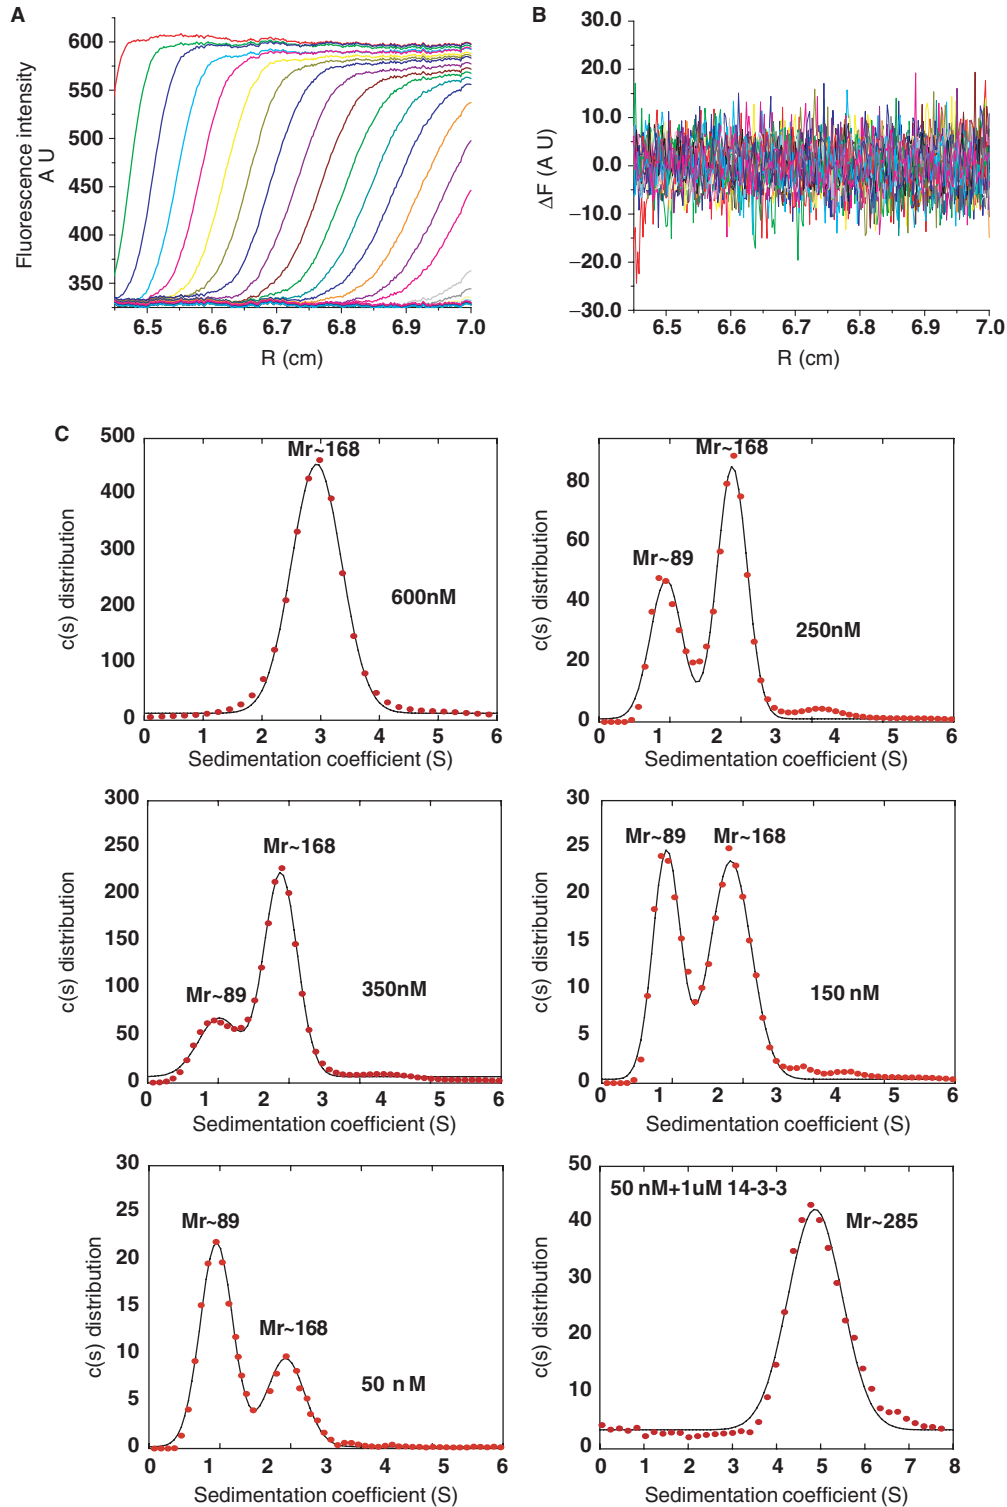 A
Fluorescence intensity
A U
600
550
500
450
400
350
6.5 6.6 6.7 6.8 6.9 7.0
R (cm)
B
ΔF (A U)
30.0
20.0
10.0
0.0
−10.0
−20.0
−30.0
6.5 6.6 6.7 6.8 6.9 7.0
R (cm)
C
c(s) distribution
500
400
300
200
100
0
Mr~168
600nM
0 1 2 3 4 5 6
Sedimentation coefficient (S)
c(s) distribution
80
60
40
20
0
Mr~168
Mr~89
250nM
0 1 2 3 4 5 6
Sedimentation coefficient (S)
c(s) distribution
300
250
200
150
100
50
0
Mr~168
Mr~89
350nM
0 1 2 3 4 5 6
Sedimentation coefficient (S)
c(s) distribution
30
25
20
15
10
5
0
Mr~89 Mr~168
150 nM
0 1 2 3 4 5 6
Sedimentation coefficient (S)
c(s) distribution
30
25
20
15
10
5
0
Mr~89
Mr~168
50 n M
0 1 2 3 4 5 6
Sedimentation coefficient (S)
c(s) distribution
50
40
30
20
10
0
50 nM+1uM 14-3-3
Mr~285
0 1 2 3 4 5 6 7 8
Sedimentation coefficient (S)